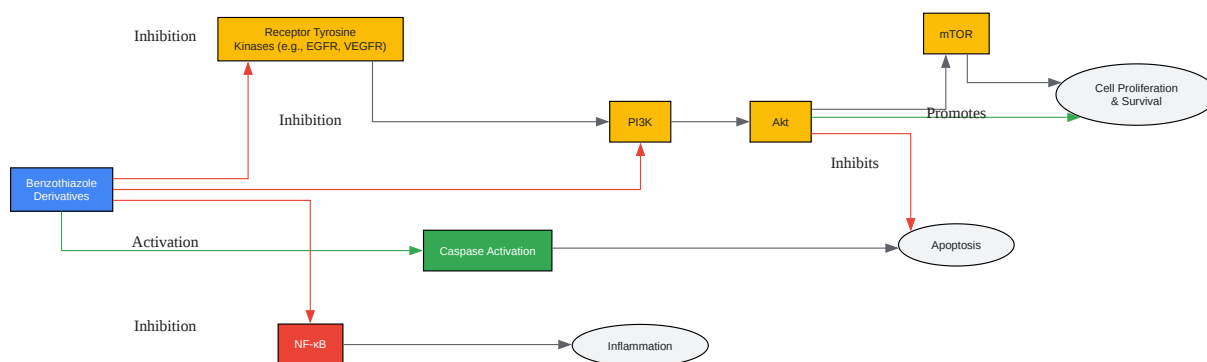 Inhibition
Receptor Tyrosine
Kinases (e.g., EGFR, VEGFR)
mTOR
Cell Proliferation
& Survival
Inhibition
PI3K
Akt
Promotes
Inhibits
Benzothiazole
Derivatives
Activation
Caspase Activation
Apoptosis
Inhibition
NF-κB
Inflammation